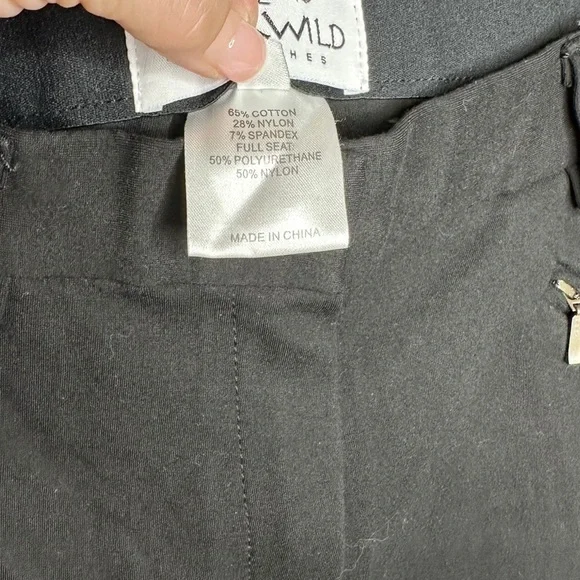 WILD
65% COTTON
28% NYLON
7% SPANDEX
FULL SEAT:
50% POLYURETHANE
50% NYLON
MADE IN CHINA